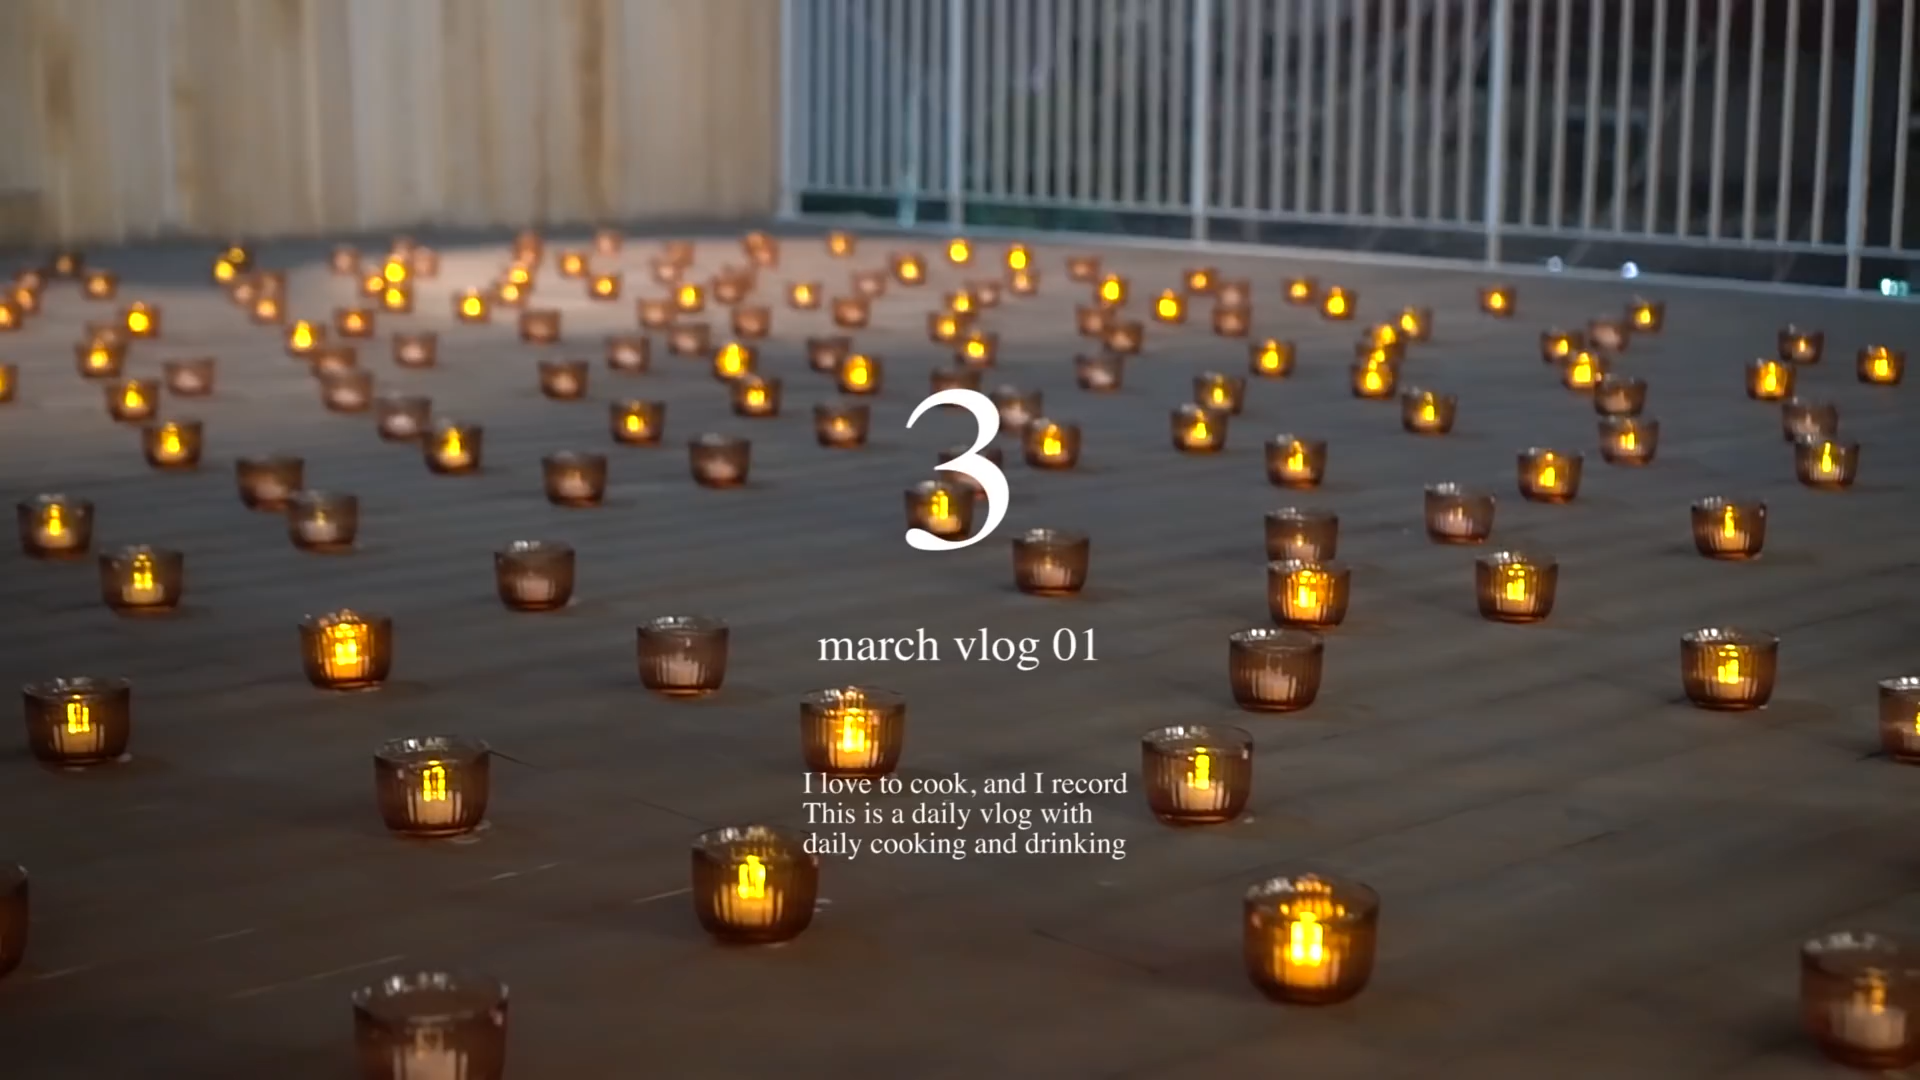 3
march vlog 01
I love to cook, and I record
This is a daily vlog with
daily cooking and drinking